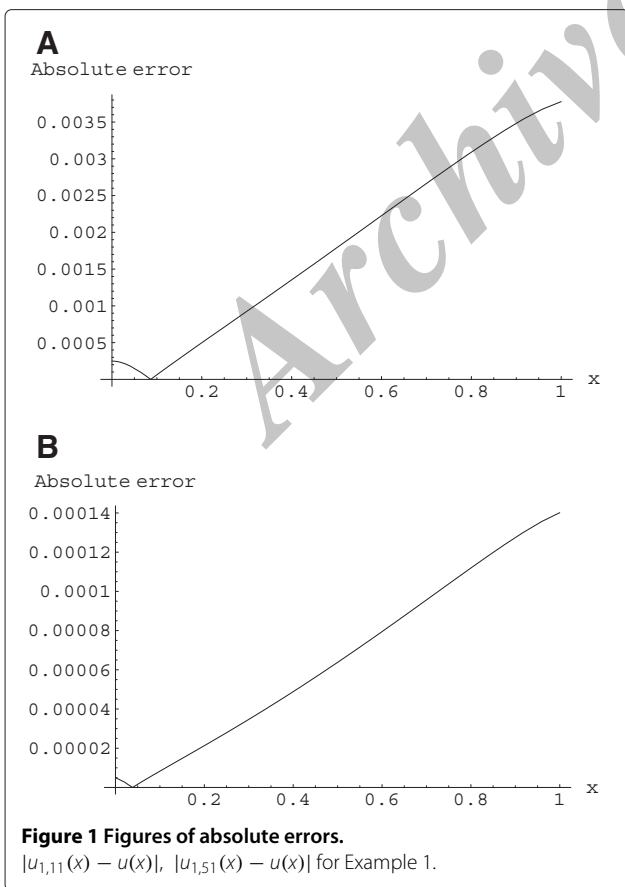 A
Absolute error
0.0035
0.003
0.0025
0.002
0.0015
0.001
0.0005
0.2 0.4 0.6 0.8 1 x
Archive
B
Absolute error
0.00014
0.00012
0.0001
0.00008
0.00006
0.00004
0.00002
0.2 0.4 0.6 0.8 1 x
Figure 1 Figures of absolute errors.
|u₁,₁₁(x) − u(x)|, |u₁,₅₁(x) − u(x)| for Example 1.